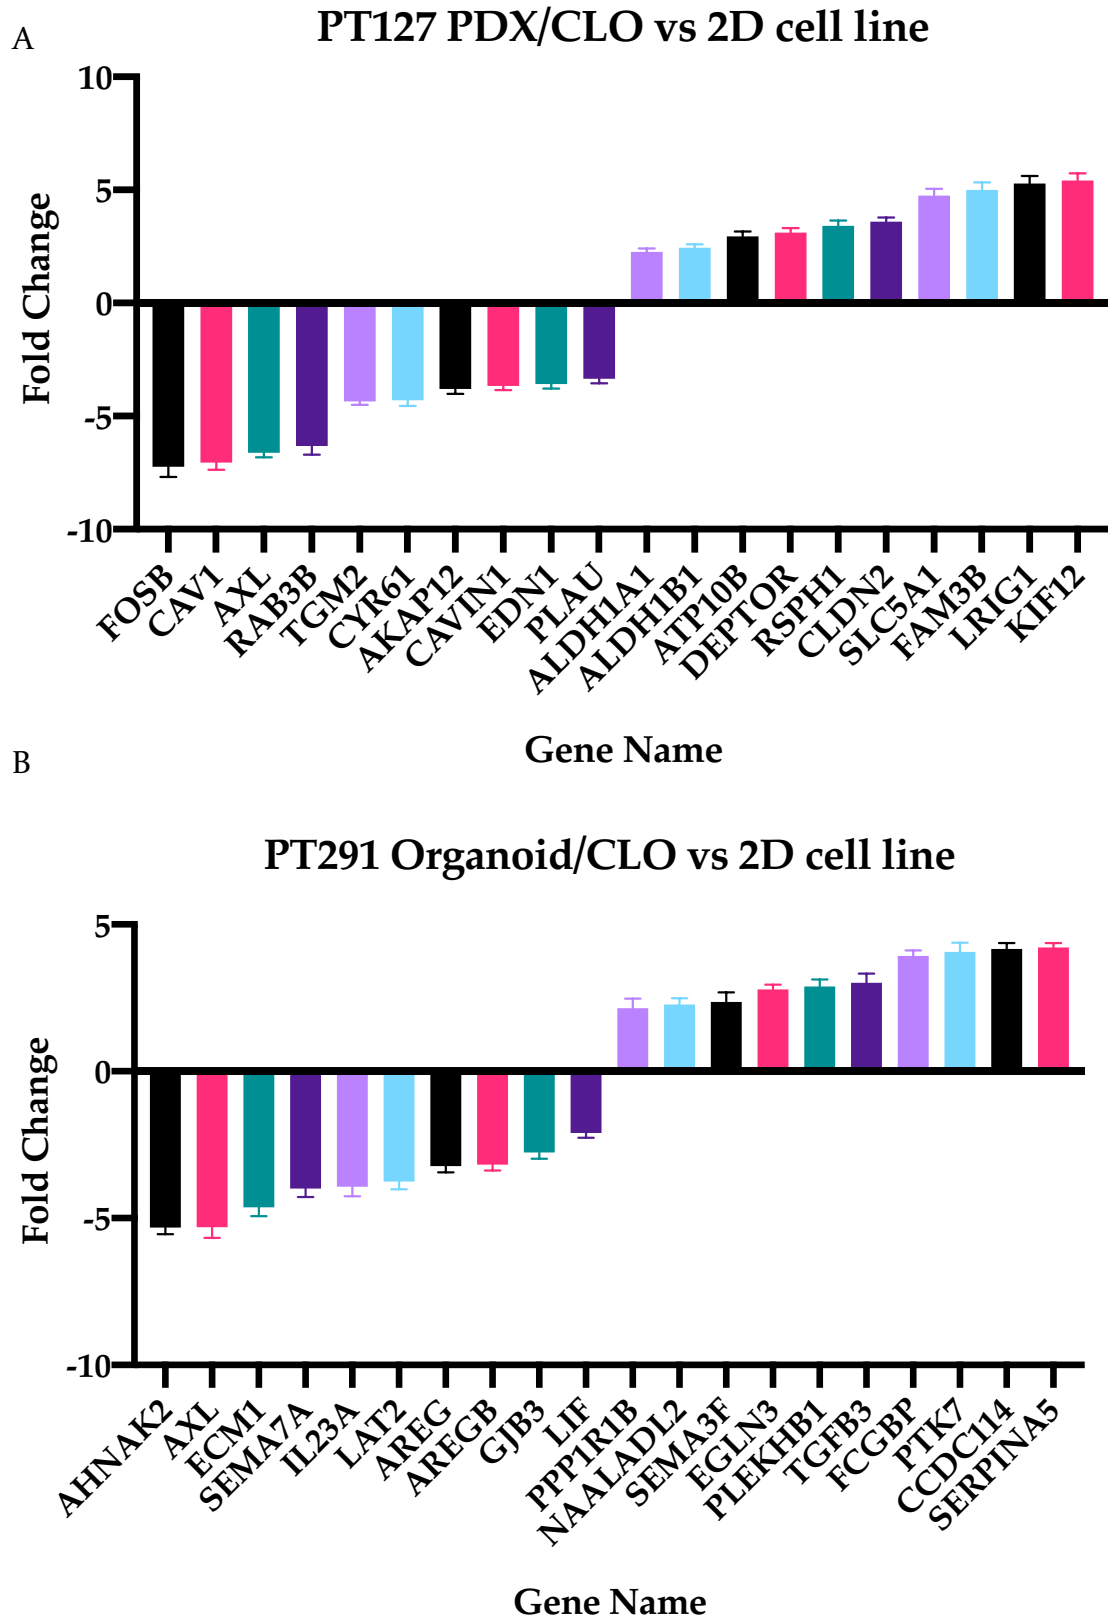 A
PT127 PDX/CLO vs 2D cell line
10
5
0
-5
-10
Fold Change
FOSB
CAV1
AXL
RAB3B
TGM2
CYR61
AKAP12
CAVIN1
EDN1
PLAU
ALDH1A1
ALDH1B1
ATP10B
DEPTOR
RSPH1
CLDN2
SLC5A1
FAM3B
LRIG1
KIF12
Gene Name
B
PT291 Organoid/CLO vs 2D cell line
5
0
-5
-10
Fold Change
AHNAK2
AXL
ECM1
SEMA7A
IL23A
LAT2
AREG
AREGB
GJB3
LIF
PPP1R1B
NAALADL2
SEMA3F
EGLN3
PLEKHB1
TGFB3
FCGBP
PTK7
CCDC114
SERPINA5
Gene Name